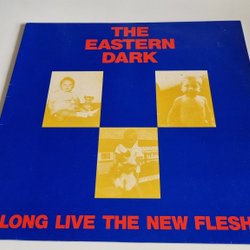 THE
EASTERN
DARK
LONG LIVE THE NEW FLESH